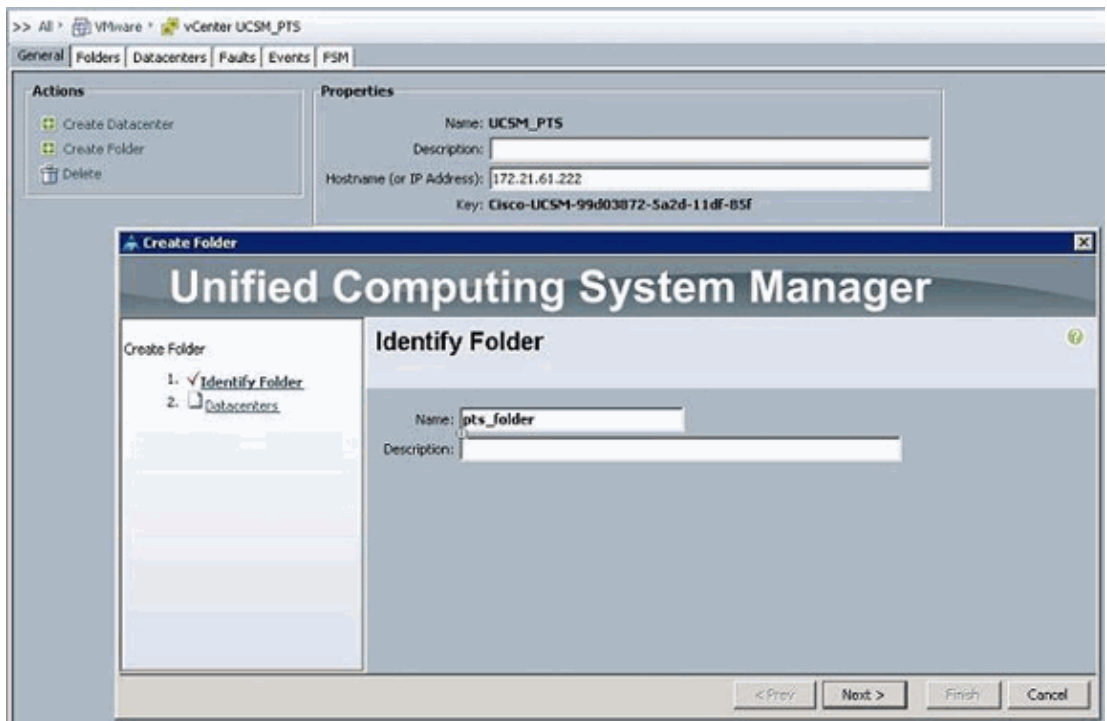 >> All VMware vCenter UCSM_PTS
General Folders Datacenters Faults Events FSM
Actions
Create Datacenter
Create Folder
Delete
Properties
Name: UCSM_PTS
Description:
Hostname (or IP Address): 172.21.61.222
Key: Cisco-UCSM-99d03872-5a2d-11df-85f
Create Folder
Unified Computing System Manager
Create Folder
1. √Identify Folder
2. Datacenters
Identify Folder
Name: pts_folder
Description:
< Prev Next > Finish Cancel